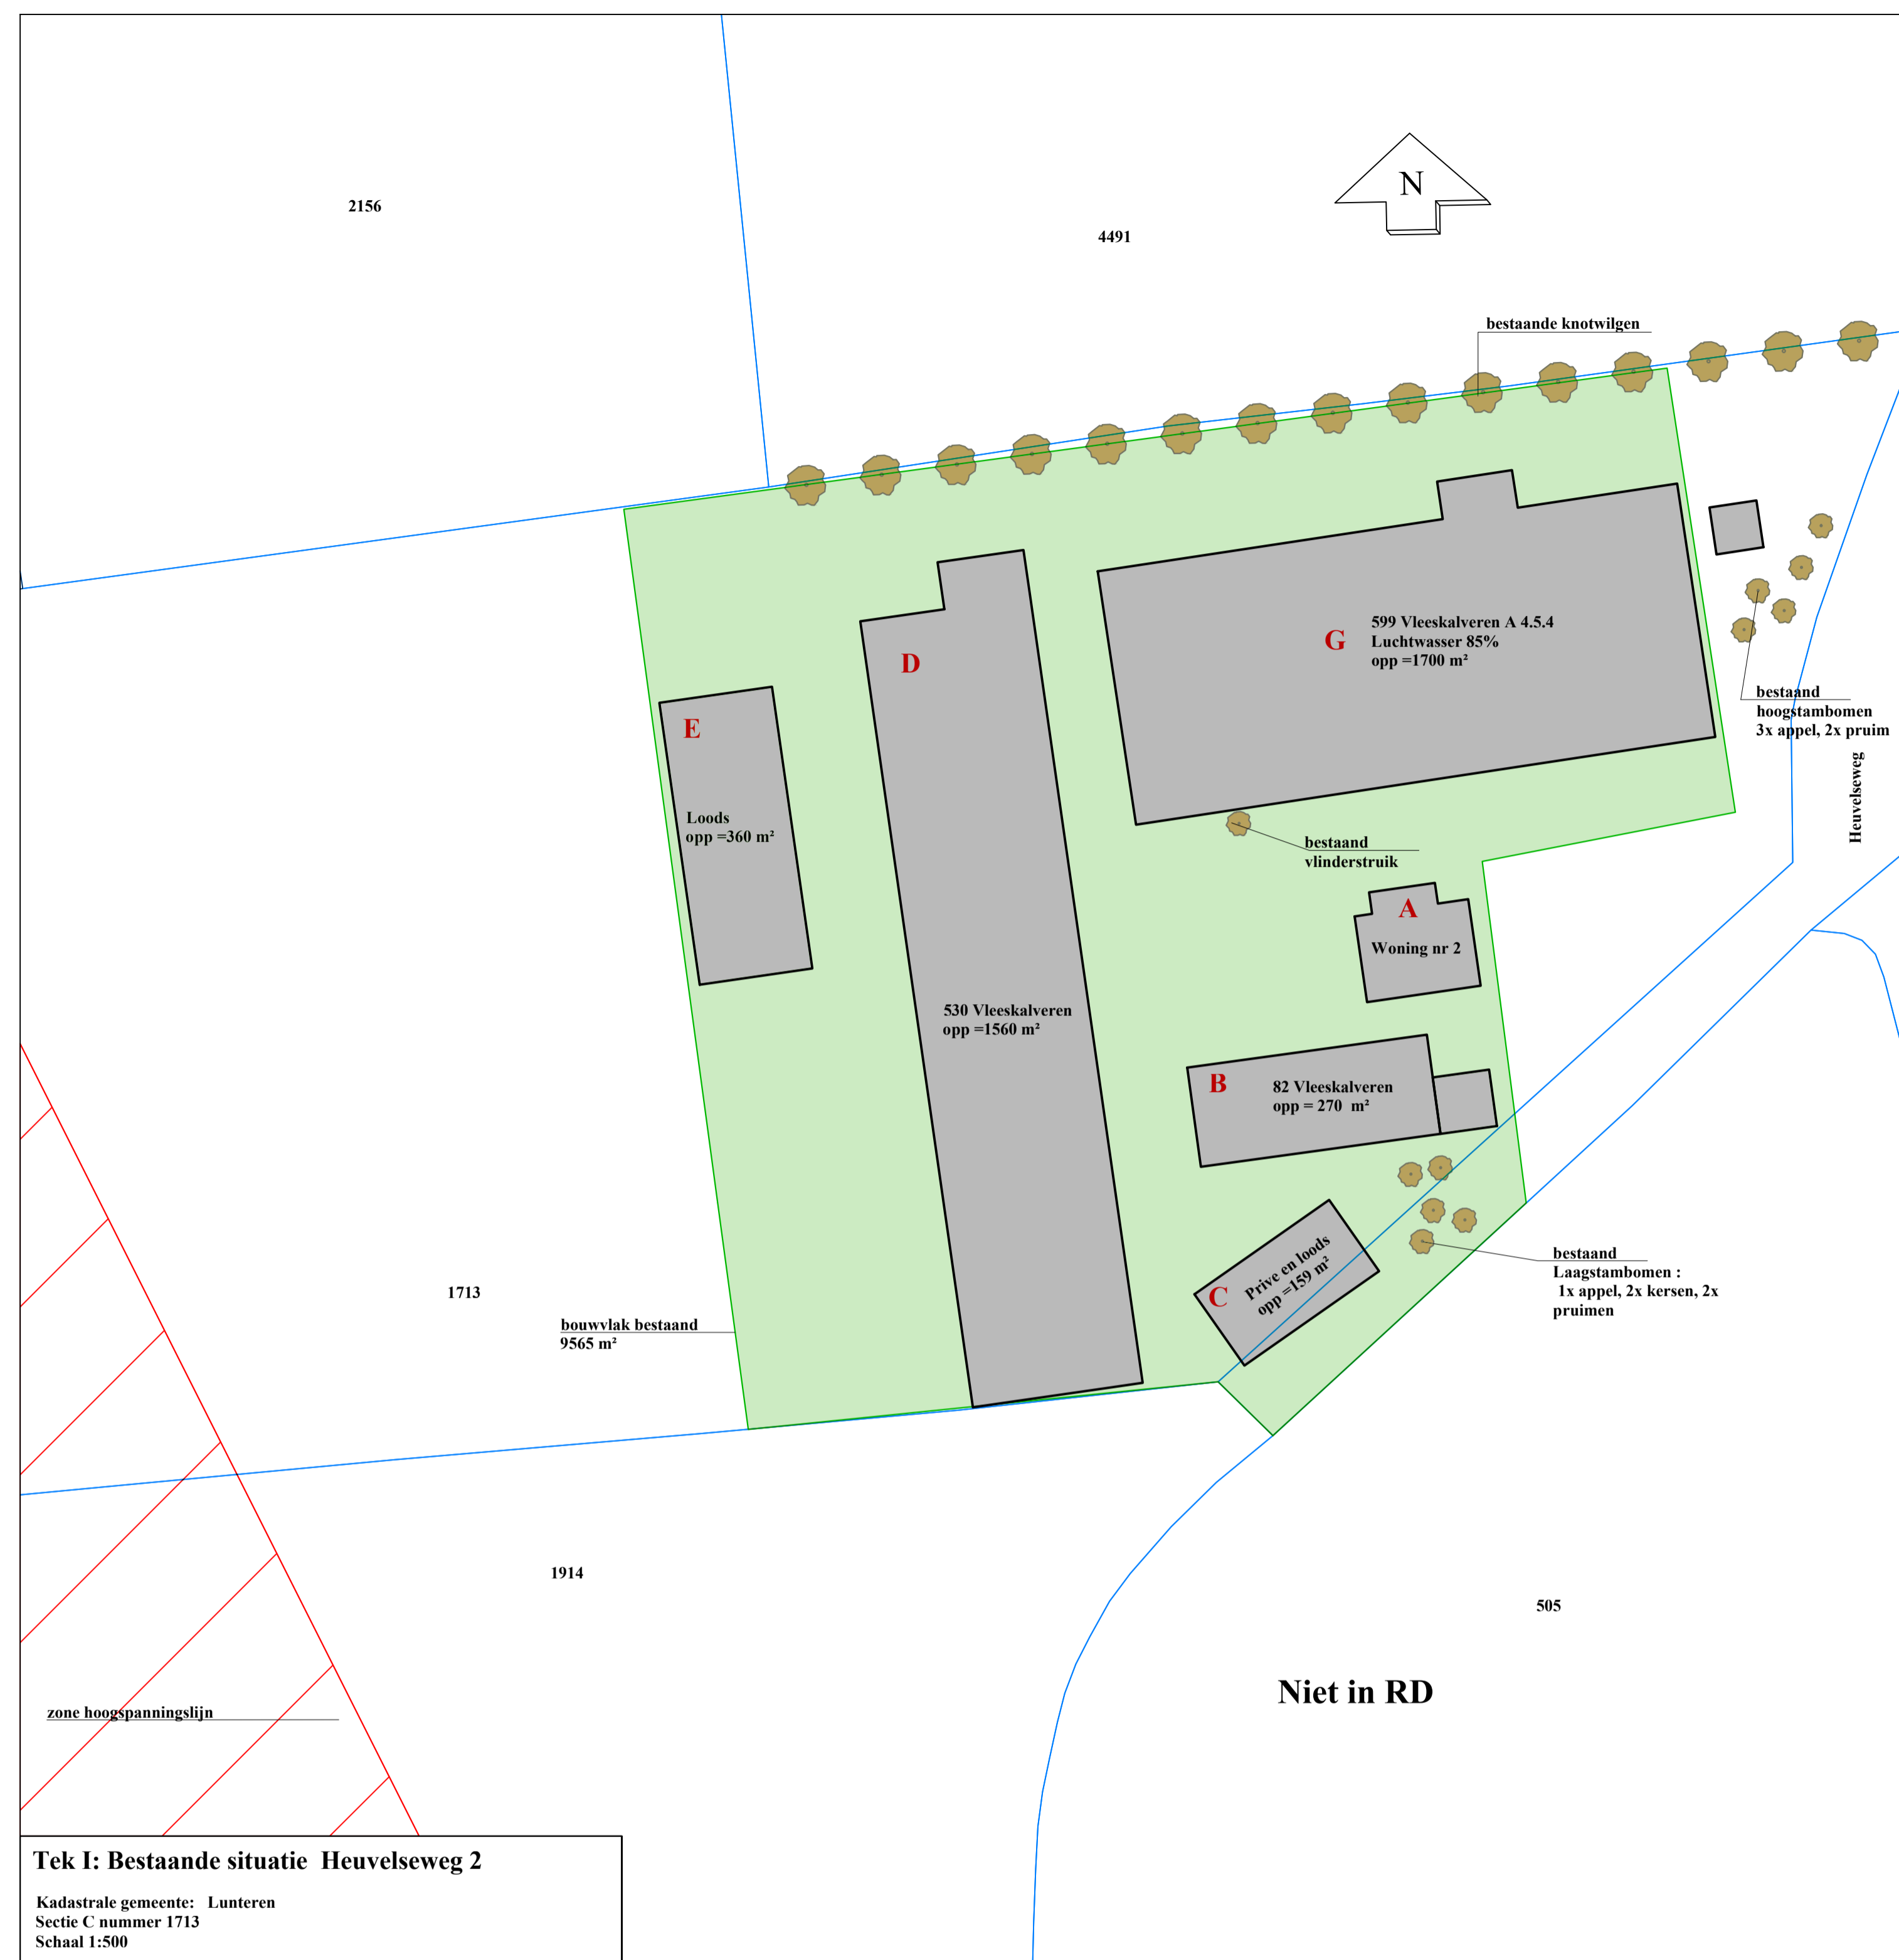 N
2156
4491
bestaande knotwilgen
599 Vleeskalveren A 4.5.4
G
Luchtwasser 85%
opp =1700 m²
D
E
bestaand
hoogstambomen
3x appel, 2x pruim
Heuvelseweg
Loods
opp =360 m²
bestaand
vlinderstruik
A
Woning nr 2
530 Vleeskalveren
opp =1560 m²
B
82 Vleeskalveren
opp = 270 m²
Prive en loods
opp =159 m²
C
bestaand
Laagstambomen :
1x appel, 2x kersen, 2x
pruimen
1713
bouwvlak bestaand
9565 m²
1914
505
Niet in RD
zone hoogspanningslijn
Tek I: Bestaande situatie Heuvelseweg 2
Kadastrale gemeente: Lunteren
Sectie C nummer 1713
Schaal 1:500